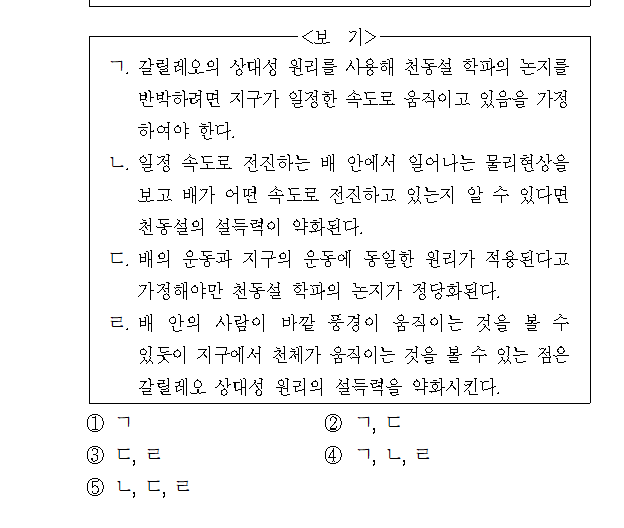 <보 기>
ㄱ. 갈릴레오의 상대성 원리를 사용해 천동설 학파의 논지를
반박하려면 지구가 일정한 속도로 움직이고 있음을 가정
하여야 한다.
ㄴ. 일정 속도로 전진하는 배 안에서 일어나는 물리현상을
보고 배가 어떤 속도로 전진하고 있는지 알 수 있다면
천동설의 설득력이 약화된다.
ㄷ. 배의 운동과 지구의 운동에 동일한 원리가 적용된다고
가정해야만 천동설 학파의 논지가 정당화된다.
ㄹ. 배 안의 사람이 바깥 풍경이 움직이는 것을 볼 수
있듯이 지구에서 천체가 움직이는 것을 볼 수 있는 점은
갈릴레오 상대성 원리의 설득력을 약화시킨다.
① ㄱ ② ㄱ, ㄷ
③ ㄷ, ㄹ ④ ㄱ, ㄴ, ㄹ
⑤ ㄴ, ㄷ, ㄹ